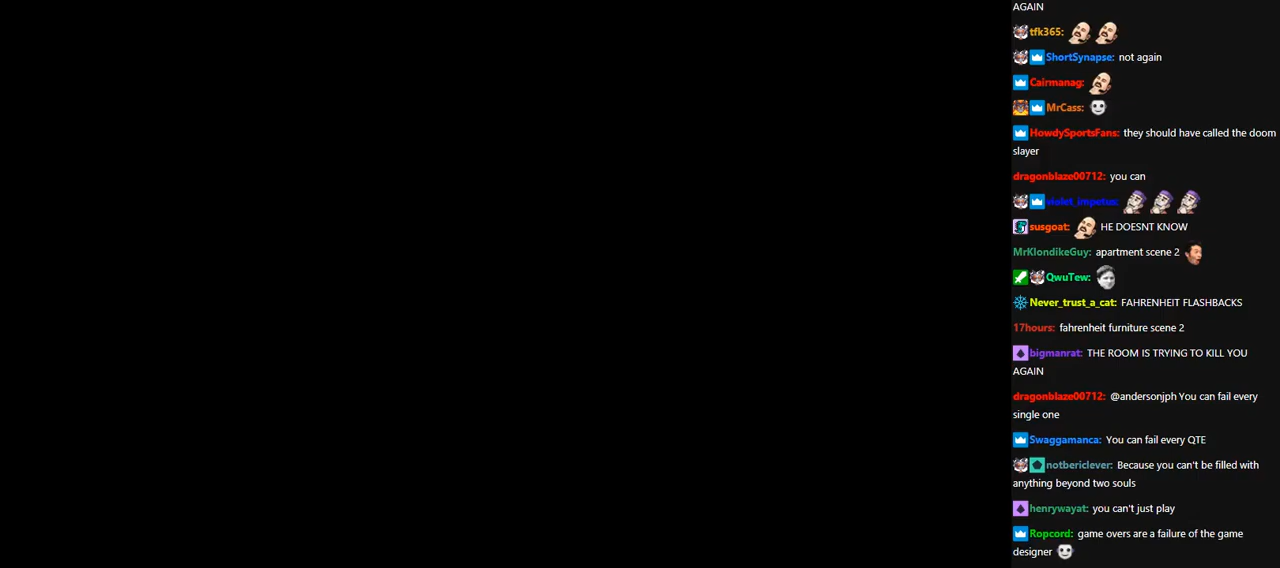 AGAIN
tfk365:
ShortSynapse: not again
Cairmanag:
MrCass:
HowdySportsFans: they should have called the doom
slayer
dragonblaze00712: you can
violet_impetus:
susgoat: HE DOESNT KNOW
MrKlondikeGuy: apartment scene 2
QwuTew:
Never_trust_a_cat: FAHRENHEIT FLASHBACKS
17hours: fahrenheit furniture scene 2
bigmanrat: THE ROOM IS TRYING TO KILL YOU
AGAIN
dragonblaze00712: @andersonjph You can fail every
single one
Swaggamanca: You can fail every QTE
notbericlever: Because you can't be filled with
anything beyond two souls
henrywayat: you can't just play
Ropcord: game overs are a failure of the game
designer